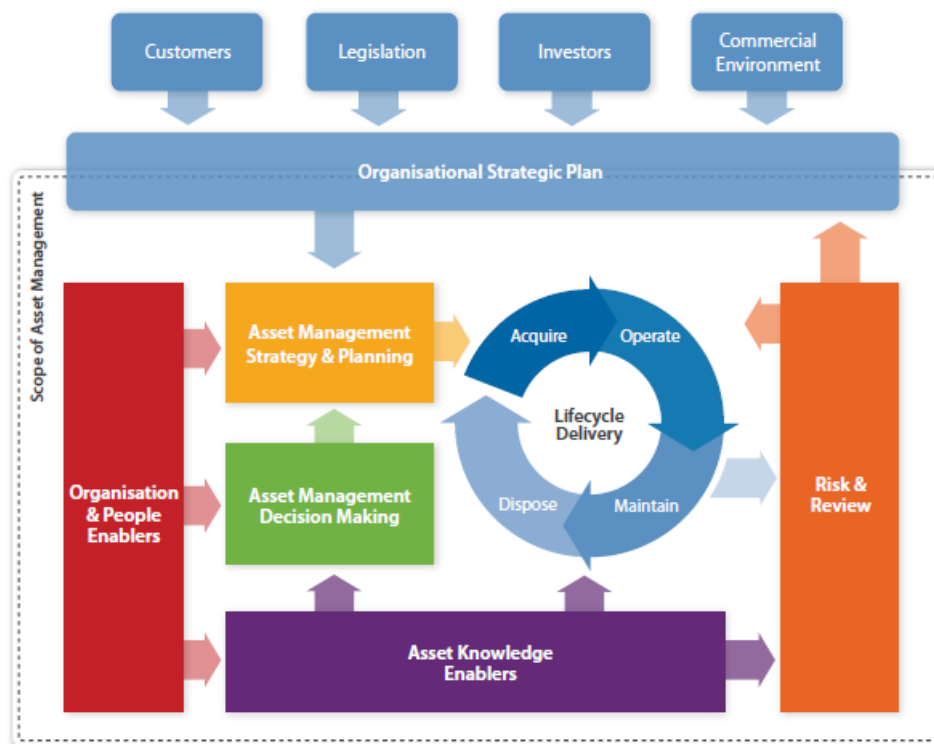 Customers
Legislation
Investors
Commercial
Environment
Organisational Strategic Plan
Scope of Asset Management
Asset Management
Strategy & Planning
Acquire
Operate
Lifecycle
Delivery
Organisation
& People
Enablers
Asset Management
Decision Making
Dispose
Maintain
Risk &
Review
Asset Knowledge
Enablers